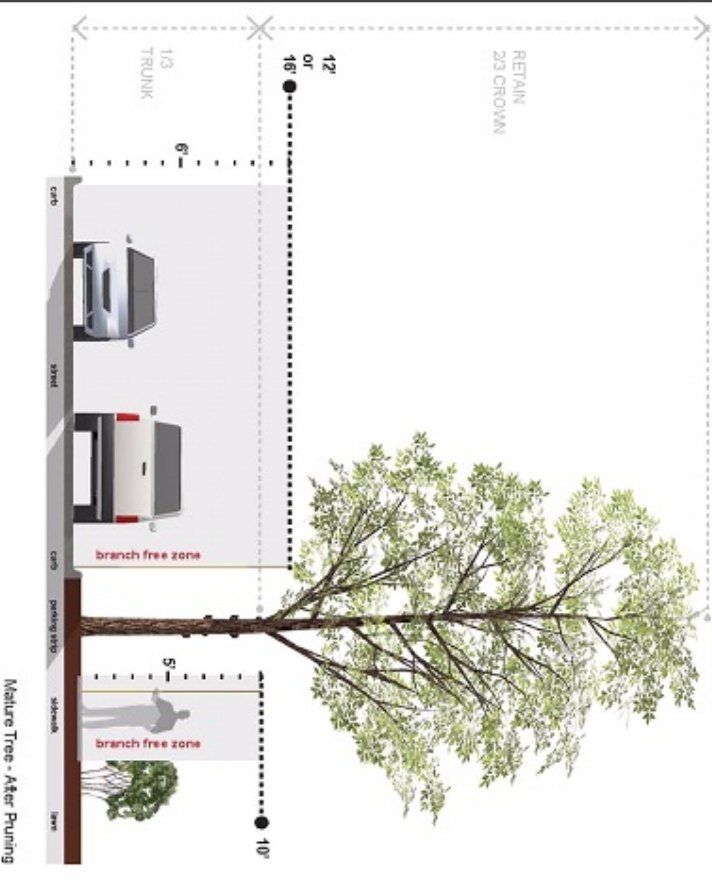 RETAIN
2/3 CROWN
12'
or
16'
10'
1/3
TRUNK
6'
5'
branch free zone
branch free zone
curb
street
curb
parking strip
sidewalk
lawn
Mature Tree - After Pruning